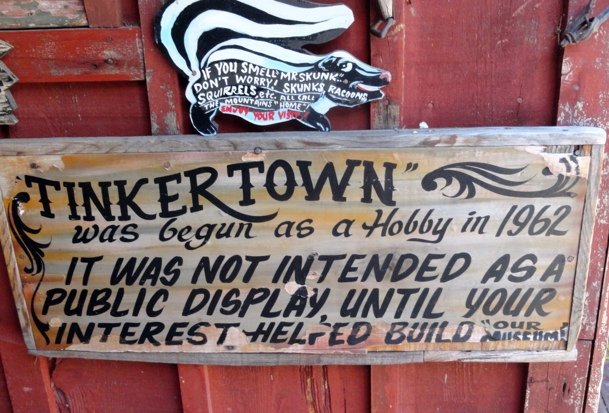 IF YOU SMELL MR. SKUNK..
DON'T WORRY! SKUNKS, RACOONS,
SQUIRRELS, etc. ALL CALL
THE MOUNTAINS "HOME"
ENJOY YOUR VISIT
"TINKERTOWN"
was begun as a Hobby in 1962
IT WAS NOT INTENDED AS A
PUBLIC DISPLAY, UNTIL YOUR
INTEREST HELPED BUILD "OUR
MUSEUM"